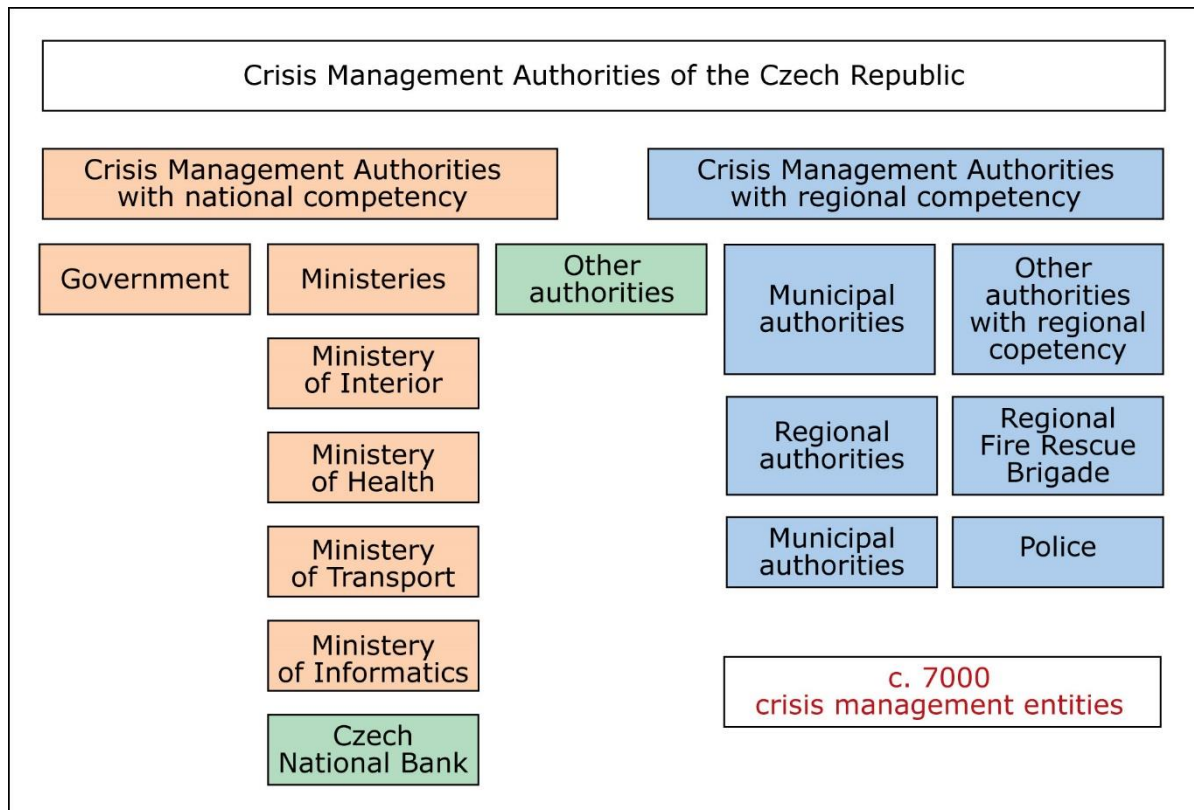 Crisis Management Authorities of the Czech Republic
Crisis Management Authorities
with national competency
Crisis Management Authorities
with regional competency
Government
Ministeries
Other
authorities
Municipal
authorities
Other
authorities
with regional
copetency
Ministery
of Interior
Ministery
of Health
Ministery
of Transport
Ministery
of Informatics
Czech
National Bank
Regional
authorities
Regional
Fire Rescue
Brigade
Municipal
authorities
Police
c. 7000
crisis management entities